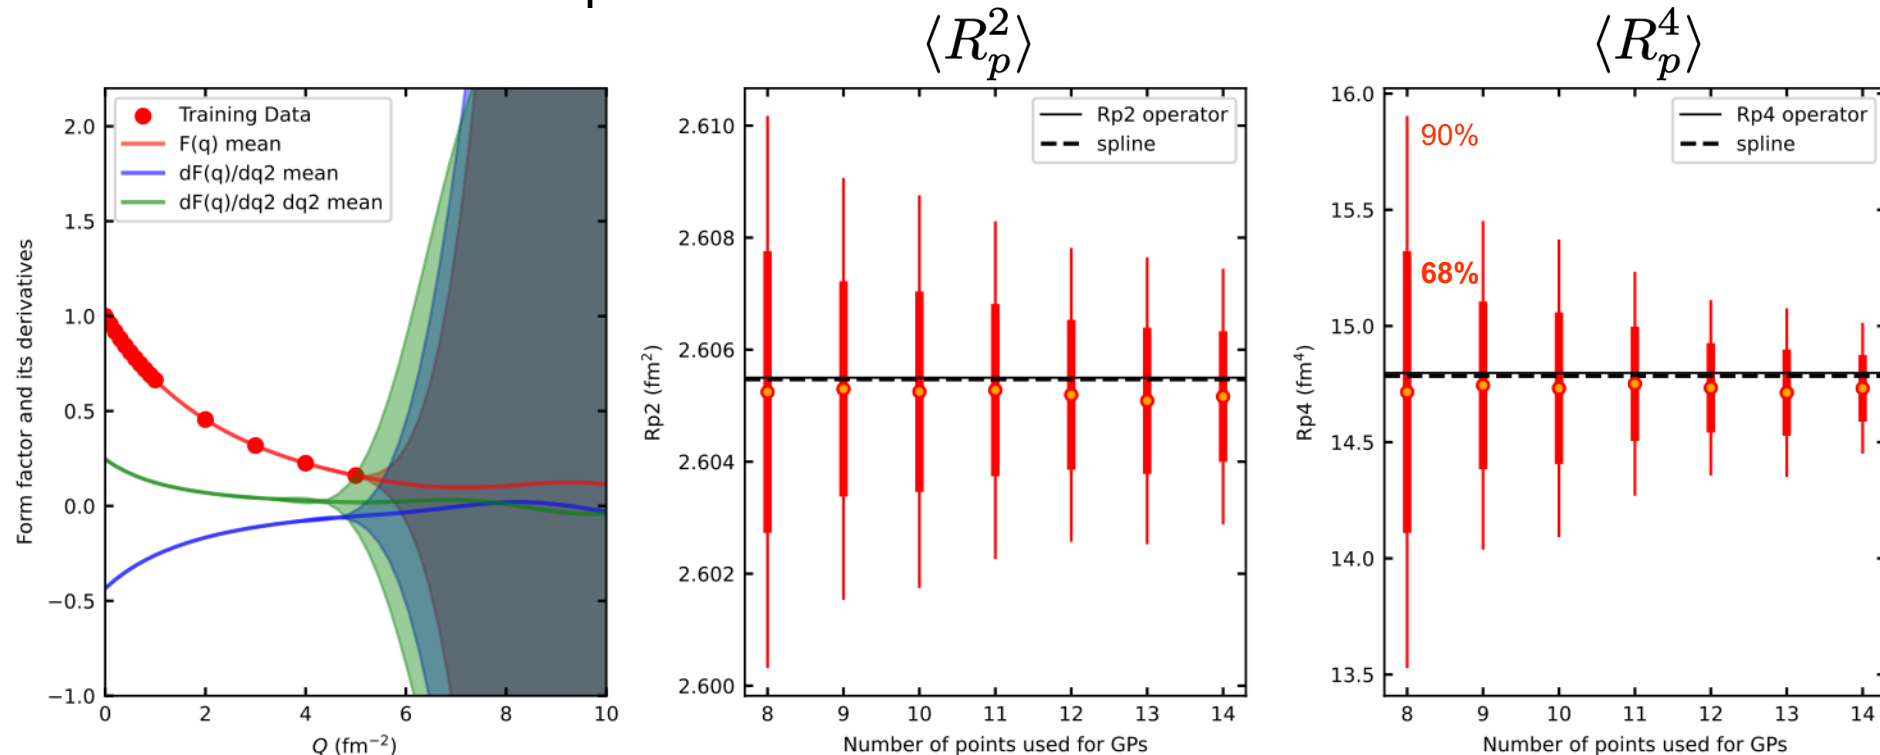 ⟨R_p^2⟩
⟨R_p^4⟩
Training Data
F(q) mean
dF(q)/dq2 mean
dF(q)/dq2 dq2 mean
2.0
1.5
1.0
0.5
0.0
−0.5
−1.0
Form factor and its derivatives
0 2 4 6 8 10
Q (fm⁻²)
Rp2 operator
spline
2.610
2.608
2.606
2.604
2.602
2.600
Rp2 (fm²)
8 9 10 11 12 13 14
Number of points used for GPs
Rp4 operator
spline
90%
68%
16.0
15.5
15.0
14.5
14.0
13.5
Rp4 (fm⁴)
8 9 10 11 12 13 14
Number of points used for GPs